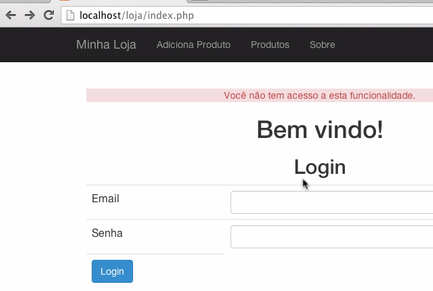 localhost/loja/index.php
Minha Loja Adiciona Produto Produtos Sobre
Você não tem acesso a esta funcionalidade.
Bem vindo!
Login
Email
Senha
Login